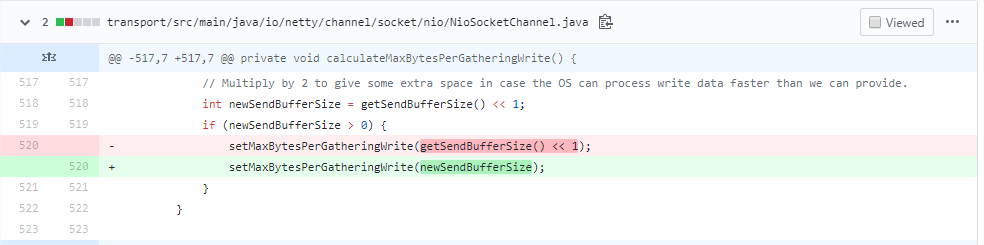 2 transport/src/main/java/io/netty/channel/socket/nio/NioSocketChannel.java Viewed ...
@@ -517,7 +517,7 @@ private void calculateMaxBytesPerGatheringWrite() {
517 517 // Multiply by 2 to give some extra space in case the OS can process write data faster than we can provide.
518 518 int newSendBufferSize = getSendBufferSize() << 1;
519 519 if (newSendBufferSize > 0) {
520 - setMaxBytesPerGatheringWrite(getSendBufferSize() << 1);
520 + setMaxBytesPerGatheringWrite(newSendBufferSize);
521 521 }
522 522 }
523 523